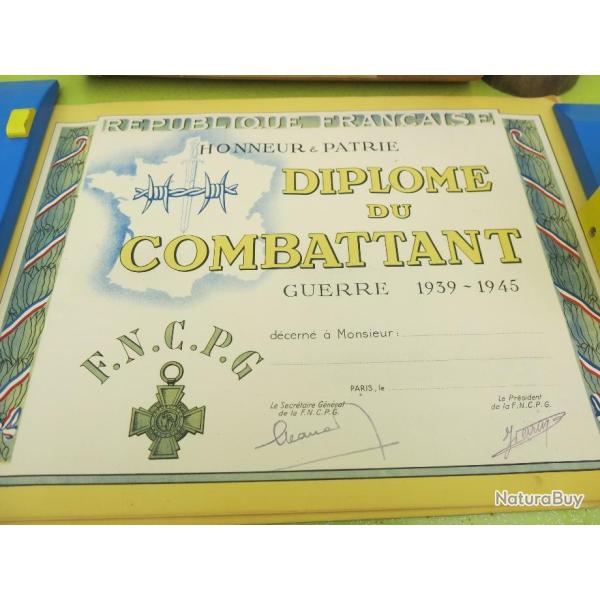 REPUBLIQUE FRANCAISE
HONNEUR & PATRIE
DIPLOME
DU
COMBATTANT
GUERRE 1939~1945
F.N.C.P.G
décerné à Monsieur :
PARIS, le
Le Secrétaire Général
de la F.N.C.P.G.
Le Président
de la F.N.C.P.G.
NaturaBuy